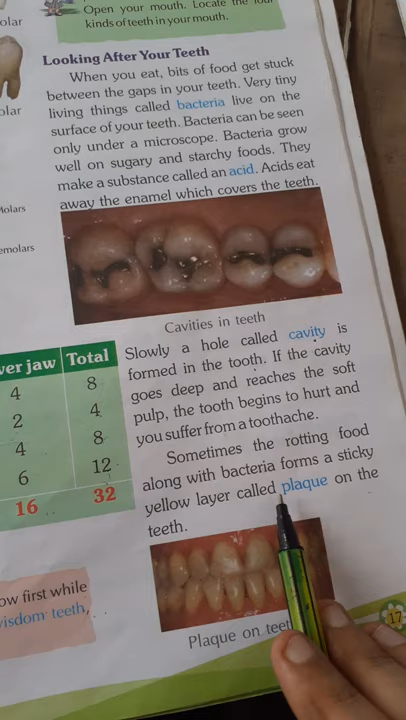 Open your mouth. Locate the four
kinds of teeth in your mouth.
olar
olar
Molars
emolars
Looking After Your Teeth
When you eat, bits of food get stuck
between the gaps in your teeth. Very tiny
living things called bacteria live on the
surface of your teeth. Bacteria can be seen
only under a microscope. Bacteria grow
well on sugary and starchy foods. They
make a substance called an acid. Acids eat
away the enamel which covers the teeth.
Cavities in teeth
wer jaw Total
4 8
2 4
4 8
6 12
16 32
Slowly a hole called cavity is
formed in the tooth. If the cavity
goes deep and reaches the soft
pulp, the tooth begins to hurt and
you suffer from a toothache.
Sometimes the rotting food
along with bacteria forms a sticky
yellow layer called plaque on the
teeth.
ow first while
wisdom teeth,
Plaque on teet
17